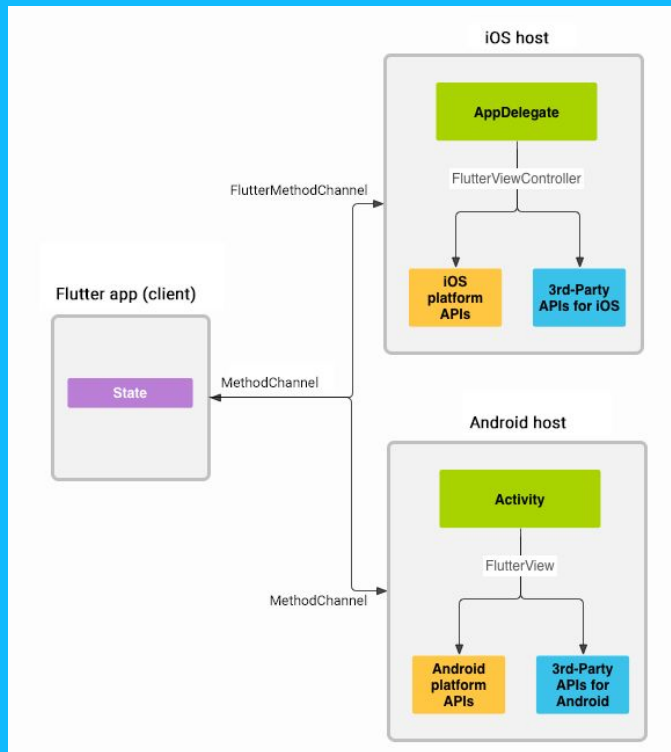 iOS host
AppDelegate
FlutterViewController
FlutterMethodChannel
iOS
platform
APIs
3rd-Party
APIs for iOS
Flutter app (client)
State
MethodChannel
Android host
Activity
FlutterView
MethodChannel
Android
platform
APIs
3rd-Party
APIs for
Android